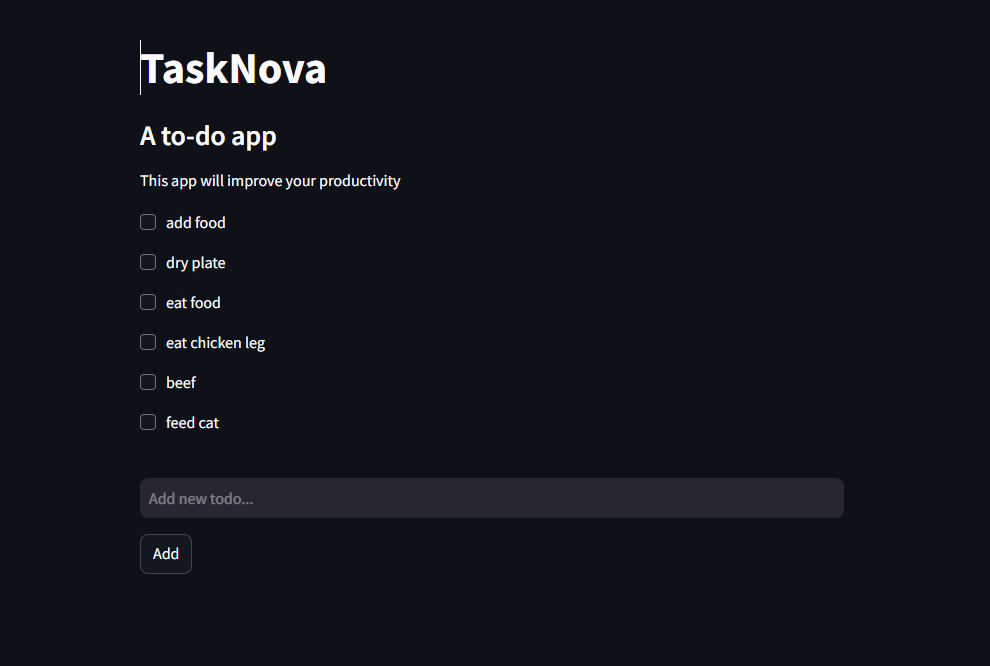 TaskNova
A to-do app
This app will improve your productivity
add food
dry plate
eat food
eat chicken leg
beef
feed cat
Add new todo...
Add